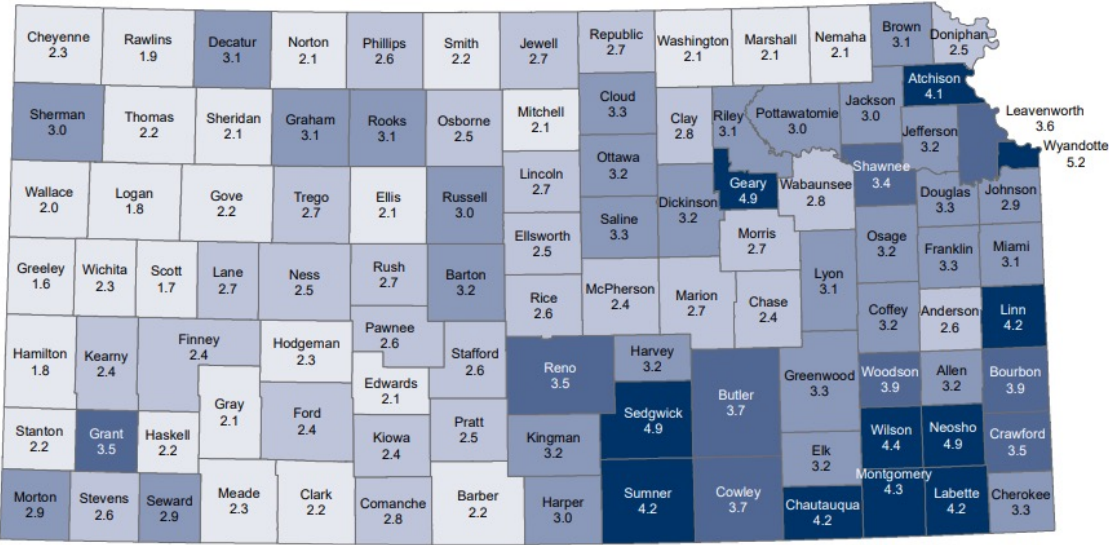 Cheyenne
2.3
Rawlins
1.9
Decatur
3.1
Norton
2.1
Phillips
2.6
Smith
2.2
Jewell
2.7
Republic
2.7
Washington
2.1
Marshall
2.1
Nemaha
2.1
Brown
3.1
Doniphan
2.5
Atchison
4.1
Sherman
3.0
Thomas
2.2
Sheridan
2.1
Graham
3.1
Rooks
3.1
Osborne
2.5
Mitchell
2.1
Cloud
3.3
Clay
2.8
Riley
3.1
Pottawatomie
3.0
Jackson
3.0
Jefferson
3.2
Leavenworth
3.6
Wyandotte
5.2
Ottawa
3.2
Lincoln
2.7
Geary
4.9
Wabaunsee
2.8
Shawnee
3.4
Douglas
3.3
Johnson
2.9
Wallace
2.0
Logan
1.8
Gove
2.2
Trego
2.7
Ellis
2.1
Russell
3.0
Saline
3.3
Dickinson
3.2
Ellsworth
2.5
Morris
2.7
Osage
3.2
Franklin
3.3
Miami
3.1
Greeley
1.6
Wichita
2.3
Scott
1.7
Lane
2.7
Ness
2.5
Rush
2.7
Barton
3.2
Rice
2.6
McPherson
2.4
Marion
2.7
Chase
2.4
Lyon
3.1
Coffey
3.2
Anderson
2.6
Linn
4.2
Hamilton
1.8
Kearny
2.4
Finney
2.4
Hodgeman
2.3
Pawnee
2.6
Stafford
2.6
Edwards
2.1
Reno
3.5
Harvey
3.2
Sedgwick
4.9
Butler
3.7
Greenwood
3.3
Woodson
3.9
Allen
3.2
Bourbon
3.9
Stanton
2.2
Grant
3.5
Haskell
2.2
Gray
2.1
Ford
2.4
Kiowa
2.4
Pratt
2.5
Kingman
3.2
Elk
3.2
Wilson
4.4
Neosho
4.9
Crawford
3.5
Morton
2.9
Stevens
2.6
Seward
2.9
Meade
2.3
Clark
2.2
Comanche
2.8
Barber
2.2
Harper
3.0
Sumner
4.2
Cowley
3.7
Chautauqua
4.2
Montgomery
4.3
Labette
4.2
Cherokee
3.3